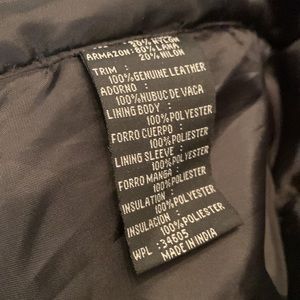 20% NYLON
ARMAZON: 80% LANA
20% NILON
TRIM :
100%GENUINE LEATHER
ADORNO :
100%NUBUC DE VACA
LINING BODY :
100%POLYESTER
FORRO CUERPO :
100%POLIESTER
LINING SLEEVE :
100%POLYESTER
FORRO MANGA :
100%POLIESTER
INSULATION :
100%POLYESTER
INSULACION :
100%POLIESTER
WPL : 34605
MADE IN INDIA